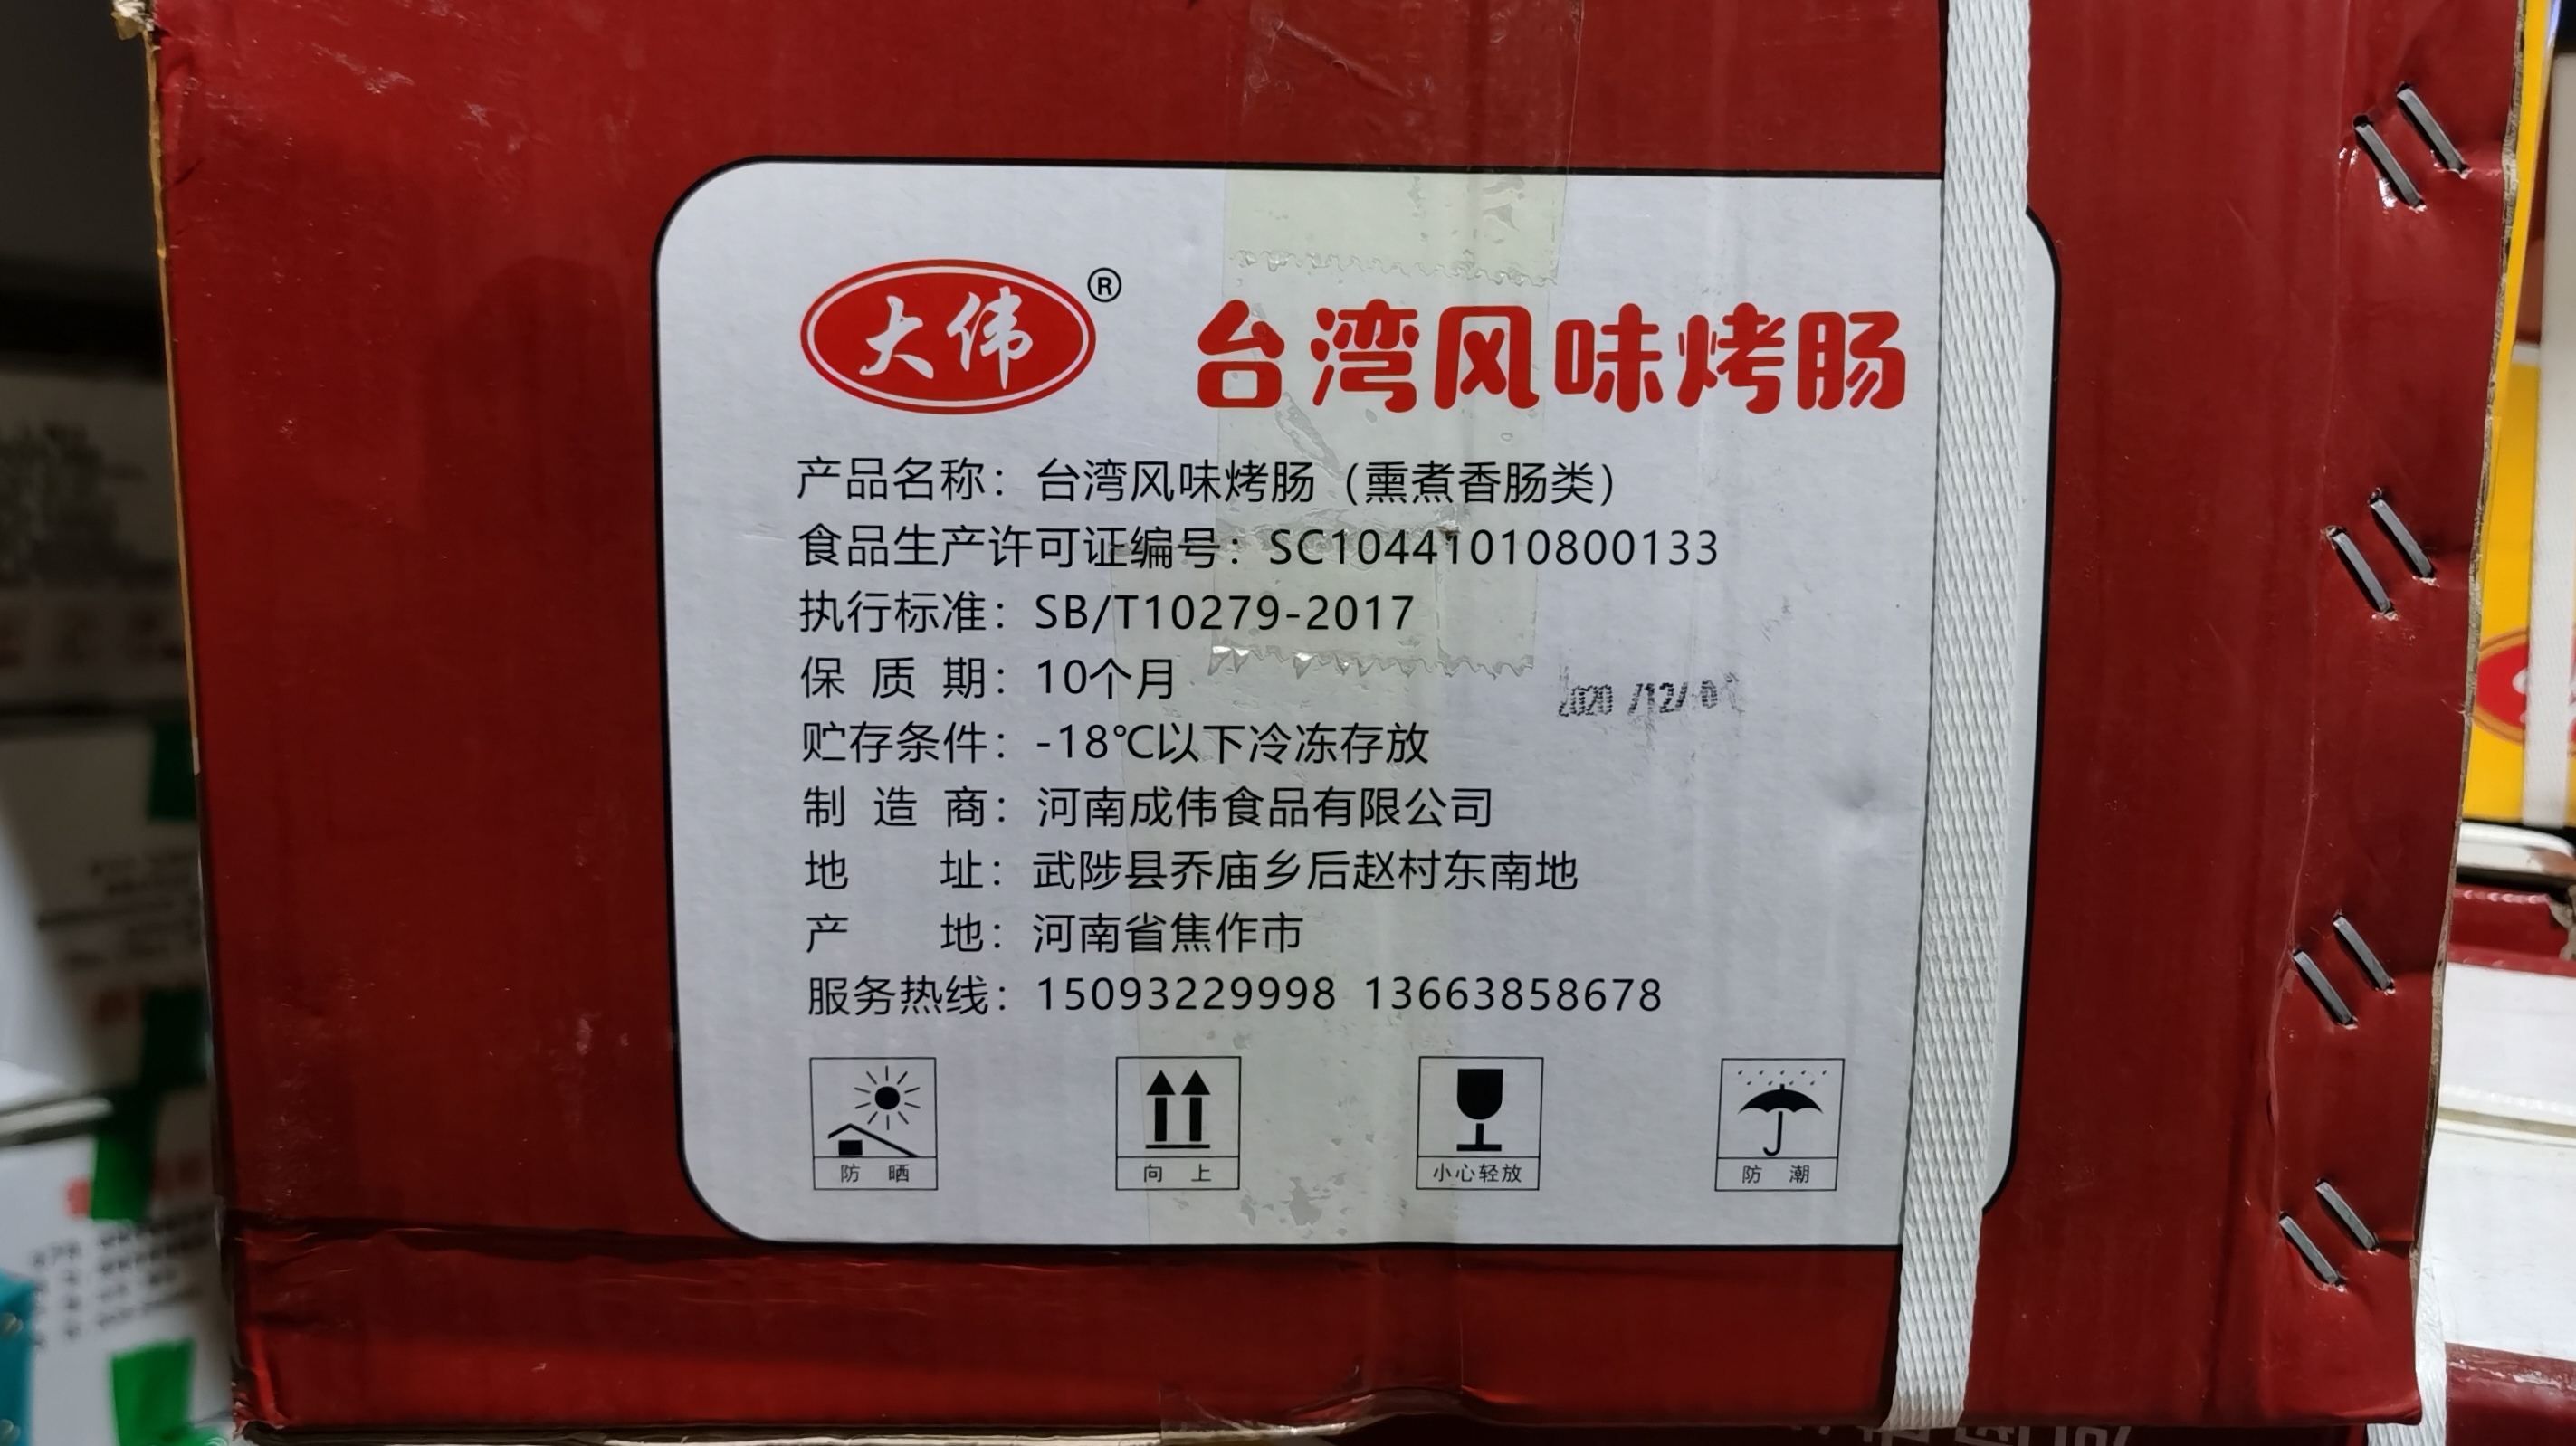 大伟® 台湾风味烤肠
产品名称：台湾风味烤肠（熏煮香肠类）
食品生产许可证编号：SC10441010800133
执行标准：SB/T10279-2017
保质期：10个月
2020/12/
贮存条件：-18℃以下冷冻存放
制造商：河南成伟食品有限公司
地址：武陟县乔庙乡后赵村东南地
产地：河南省焦作市
服务热线：15093229998 13663858678
防晒 向上 小心轻放 防潮